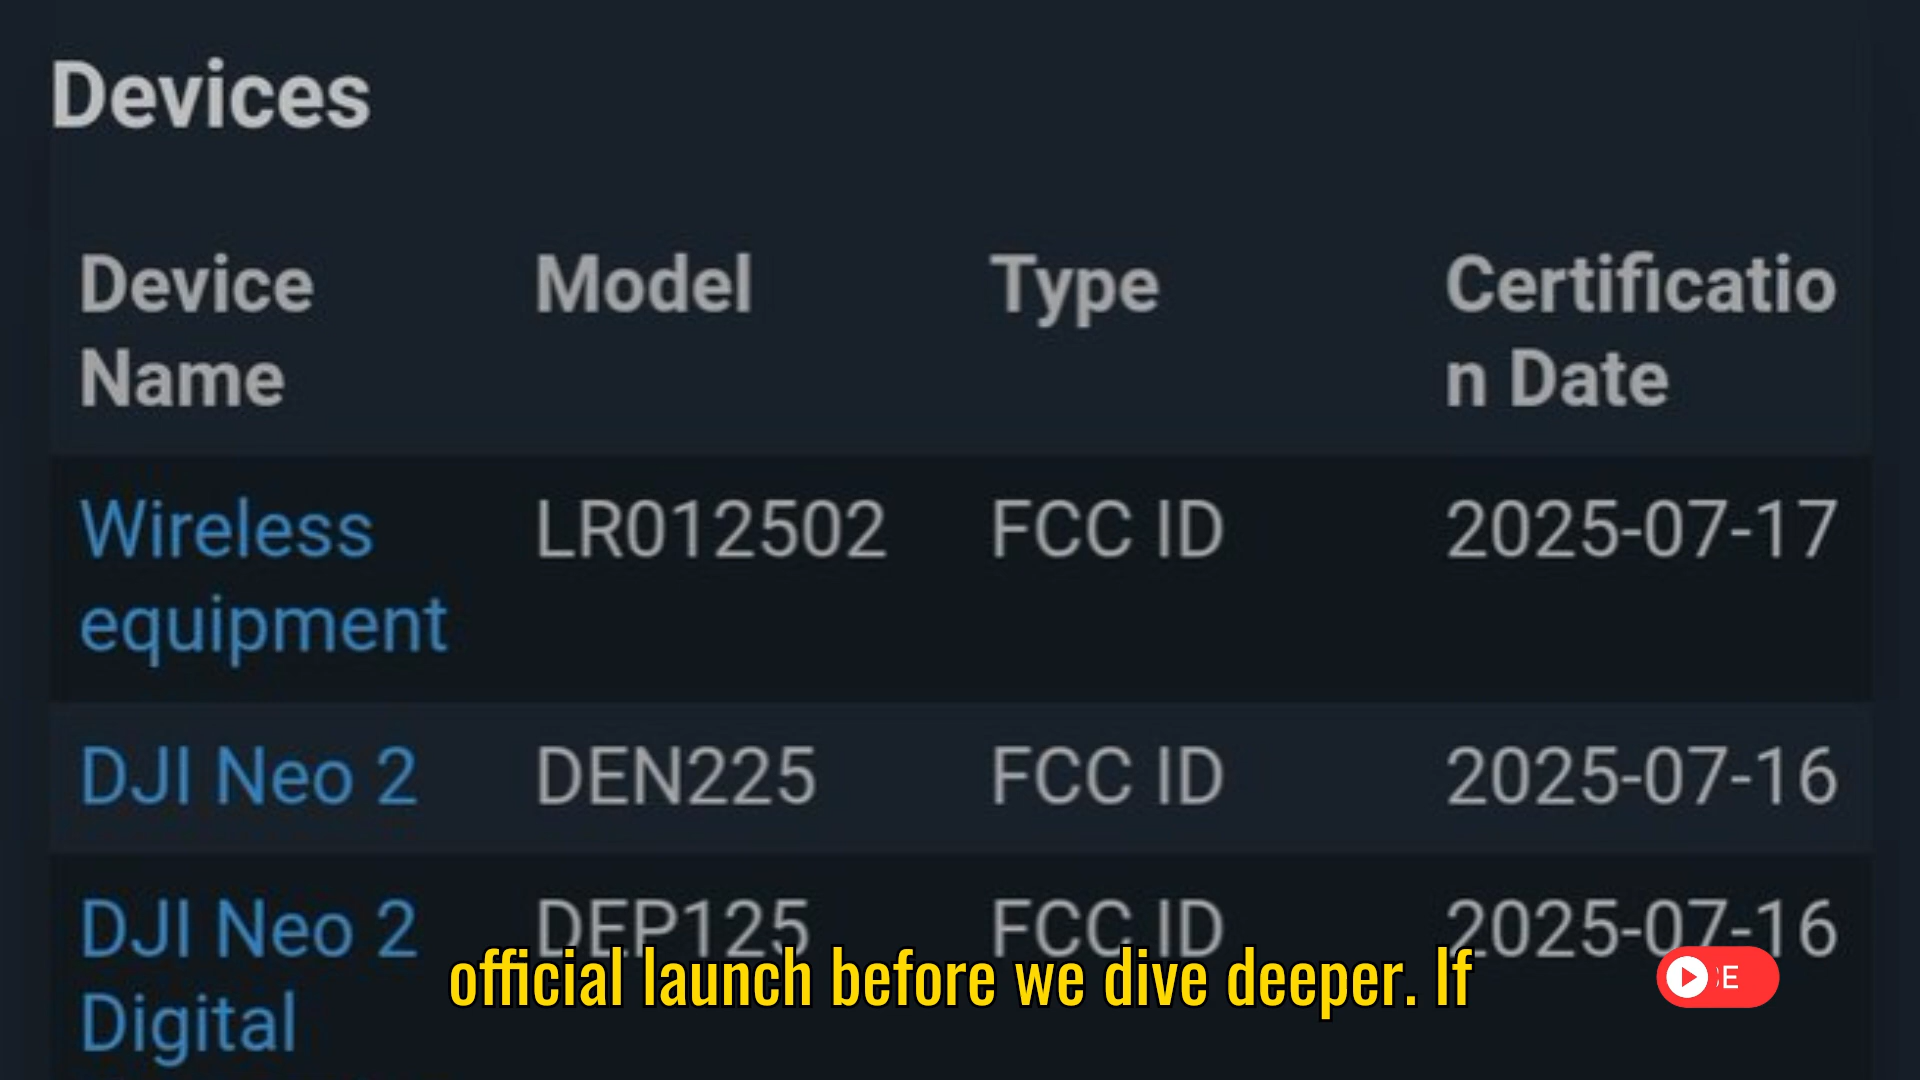 Devices
Device Name Model Type Certificatio
n Date
Wireless equipment LR012502 FCC ID 2025-07-17
DJI Neo 2 DEN225 FCC ID 2025-07-16
DJI Neo 2 Digital DEP125 FCC ID 2025-07-16
official launch before we dive deeper. If
BE